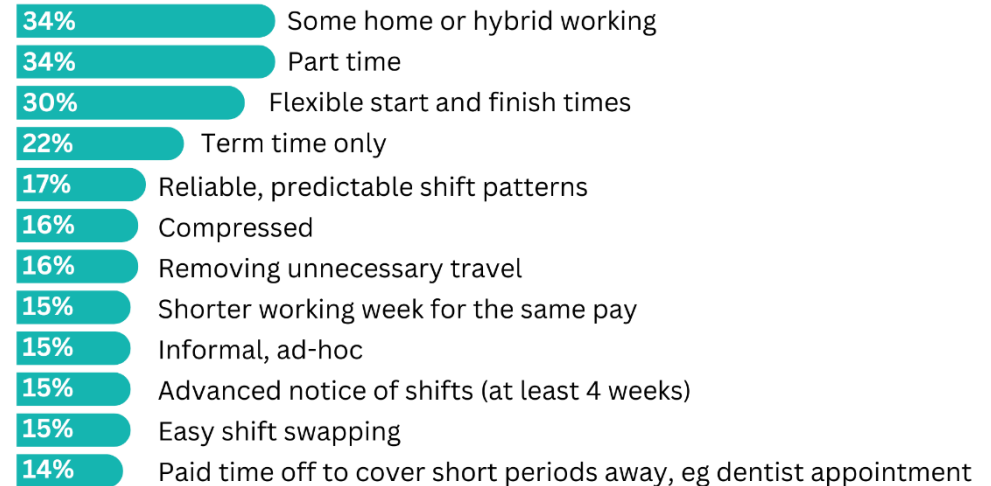 34% Some home or hybrid working
34% Part time
30% Flexible start and finish times
22% Term time only
17% Reliable, predictable shift patterns
16% Compressed
16% Removing unnecessary travel
15% Shorter working week for the same pay
15% Informal, ad-hoc
15% Advanced notice of shifts (at least 4 weeks)
15% Easy shift swapping
14% Paid time off to cover short periods away, eg dentist appointment